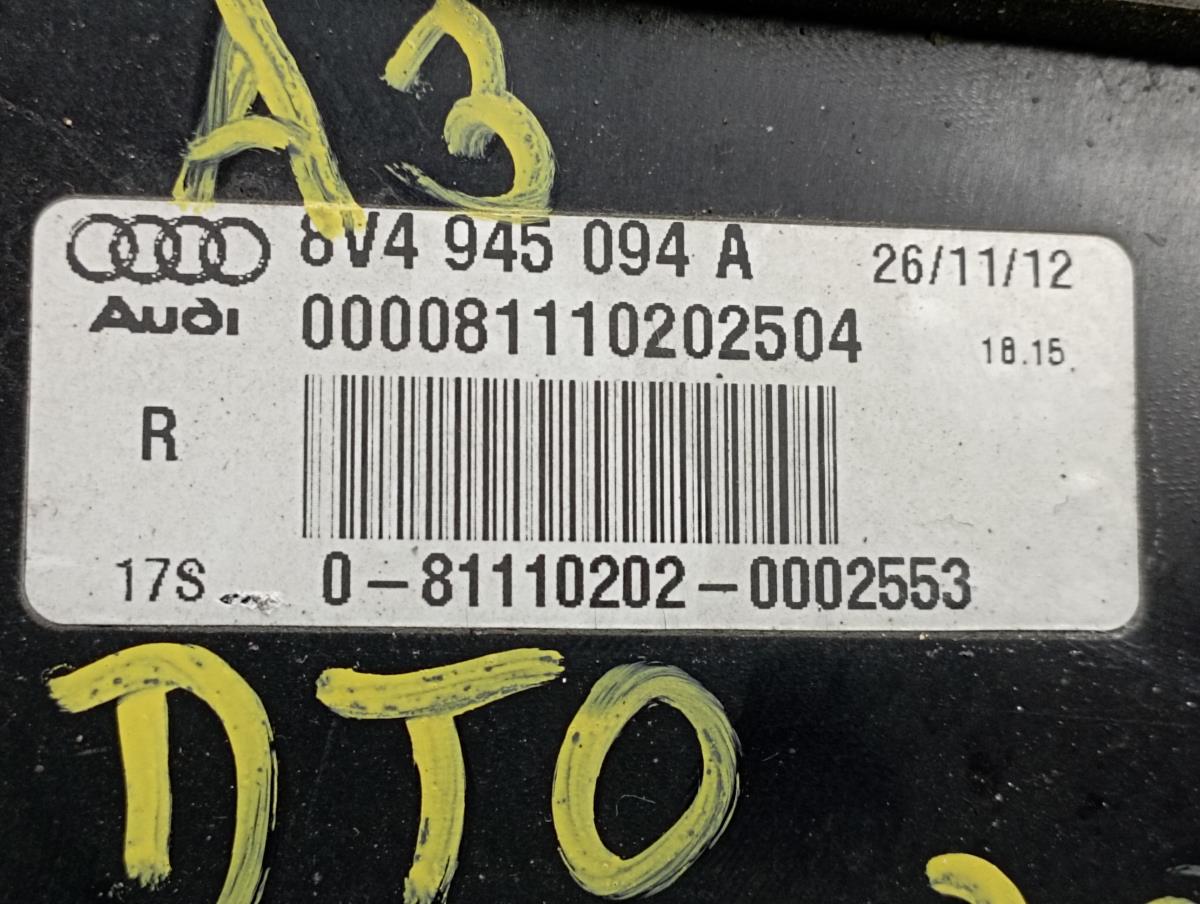 A3
8V4 945 094 A 26/11/12
Audi 000081110202504 18.15
R
17S 0-81110202-0002553
DTO